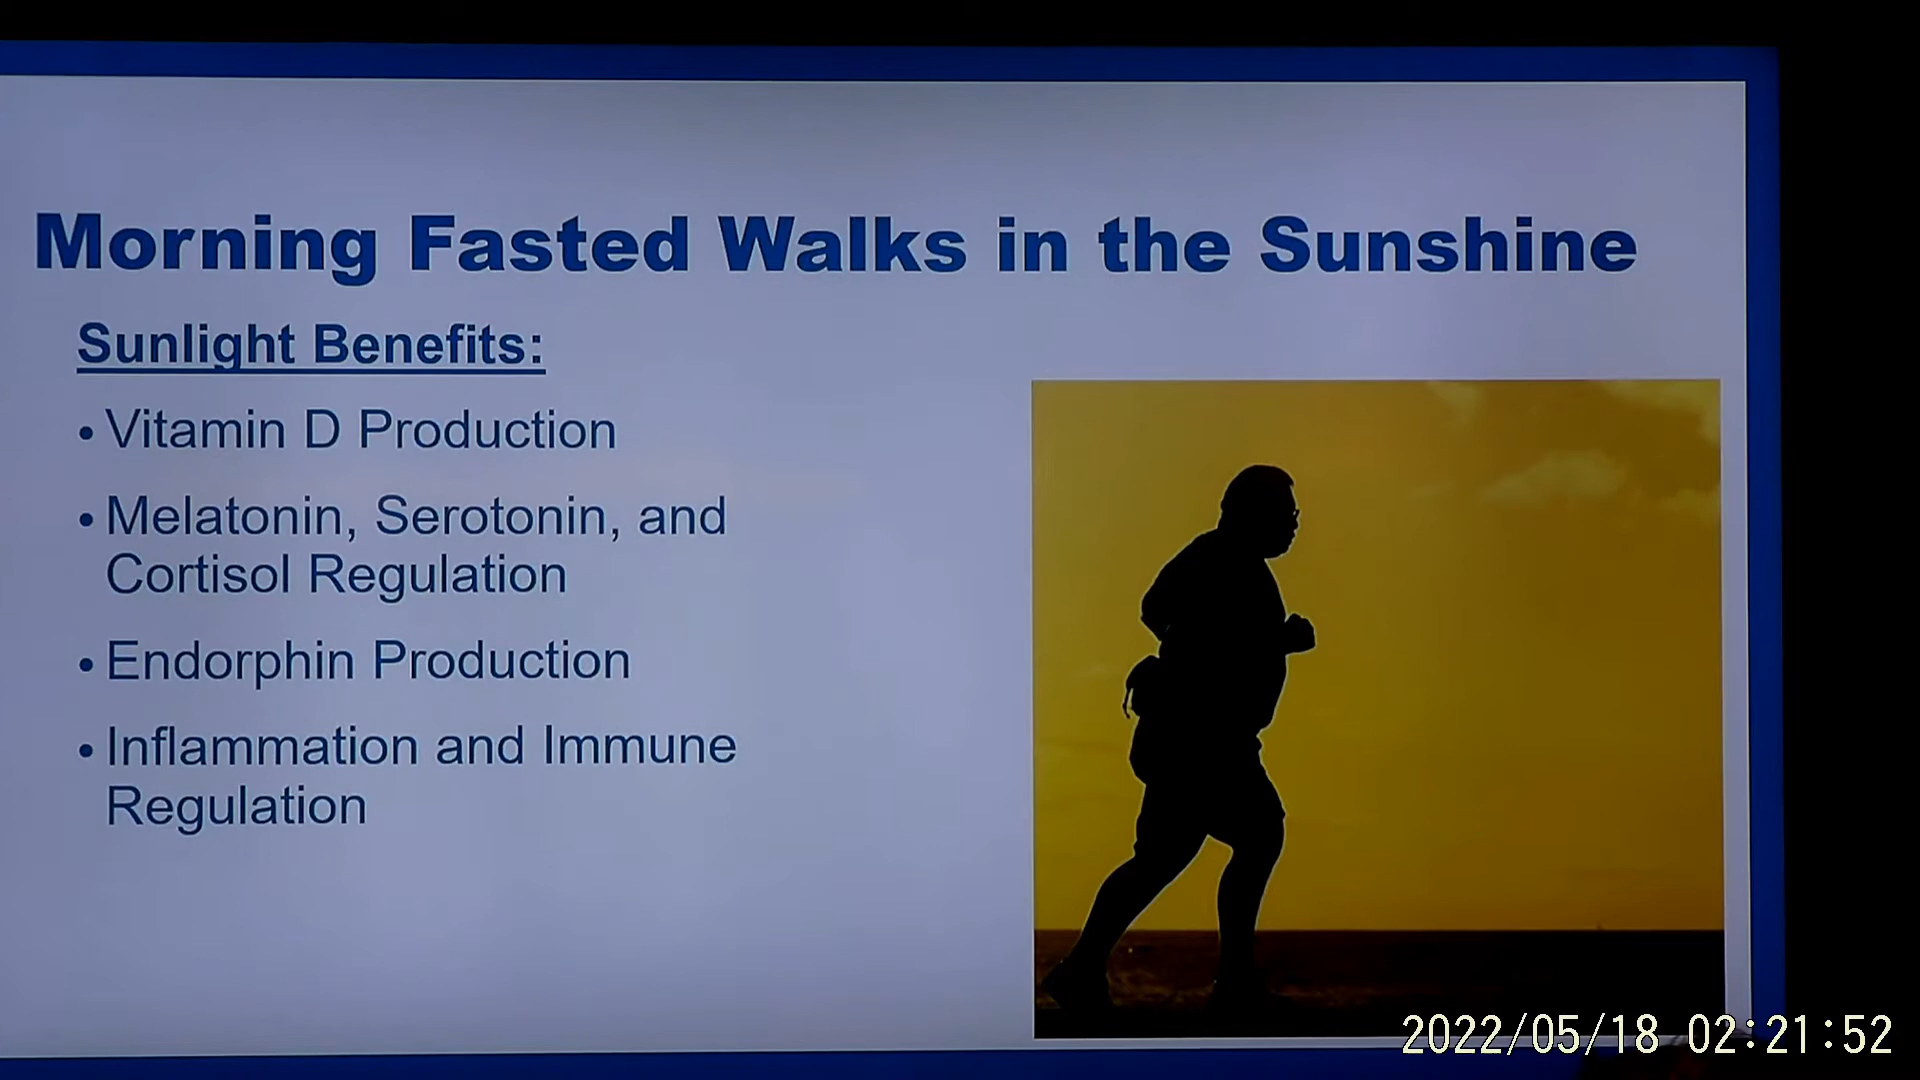 Morning Fasted Walks in the Sunshine
Sunlight Benefits:
• Vitamin D Production
• Melatonin, Serotonin, and
Cortisol Regulation
• Endorphin Production
• Inflammation and Immune
Regulation
2022/05/18 02:21:52